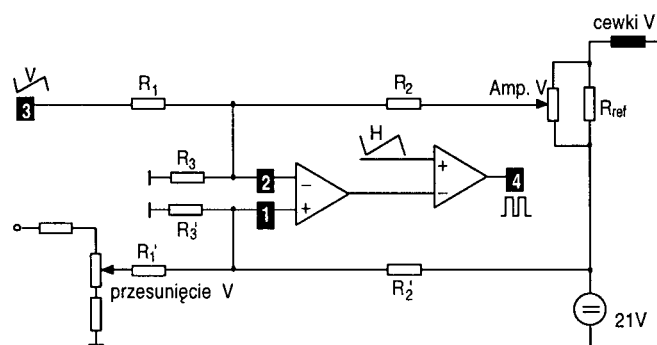 cewki V
V
3
R1
R2
Amp. V
Rref
H
R3
2
−
+
−
4
1
+
R3'
R1'
przesunięcie V
R2'
21V